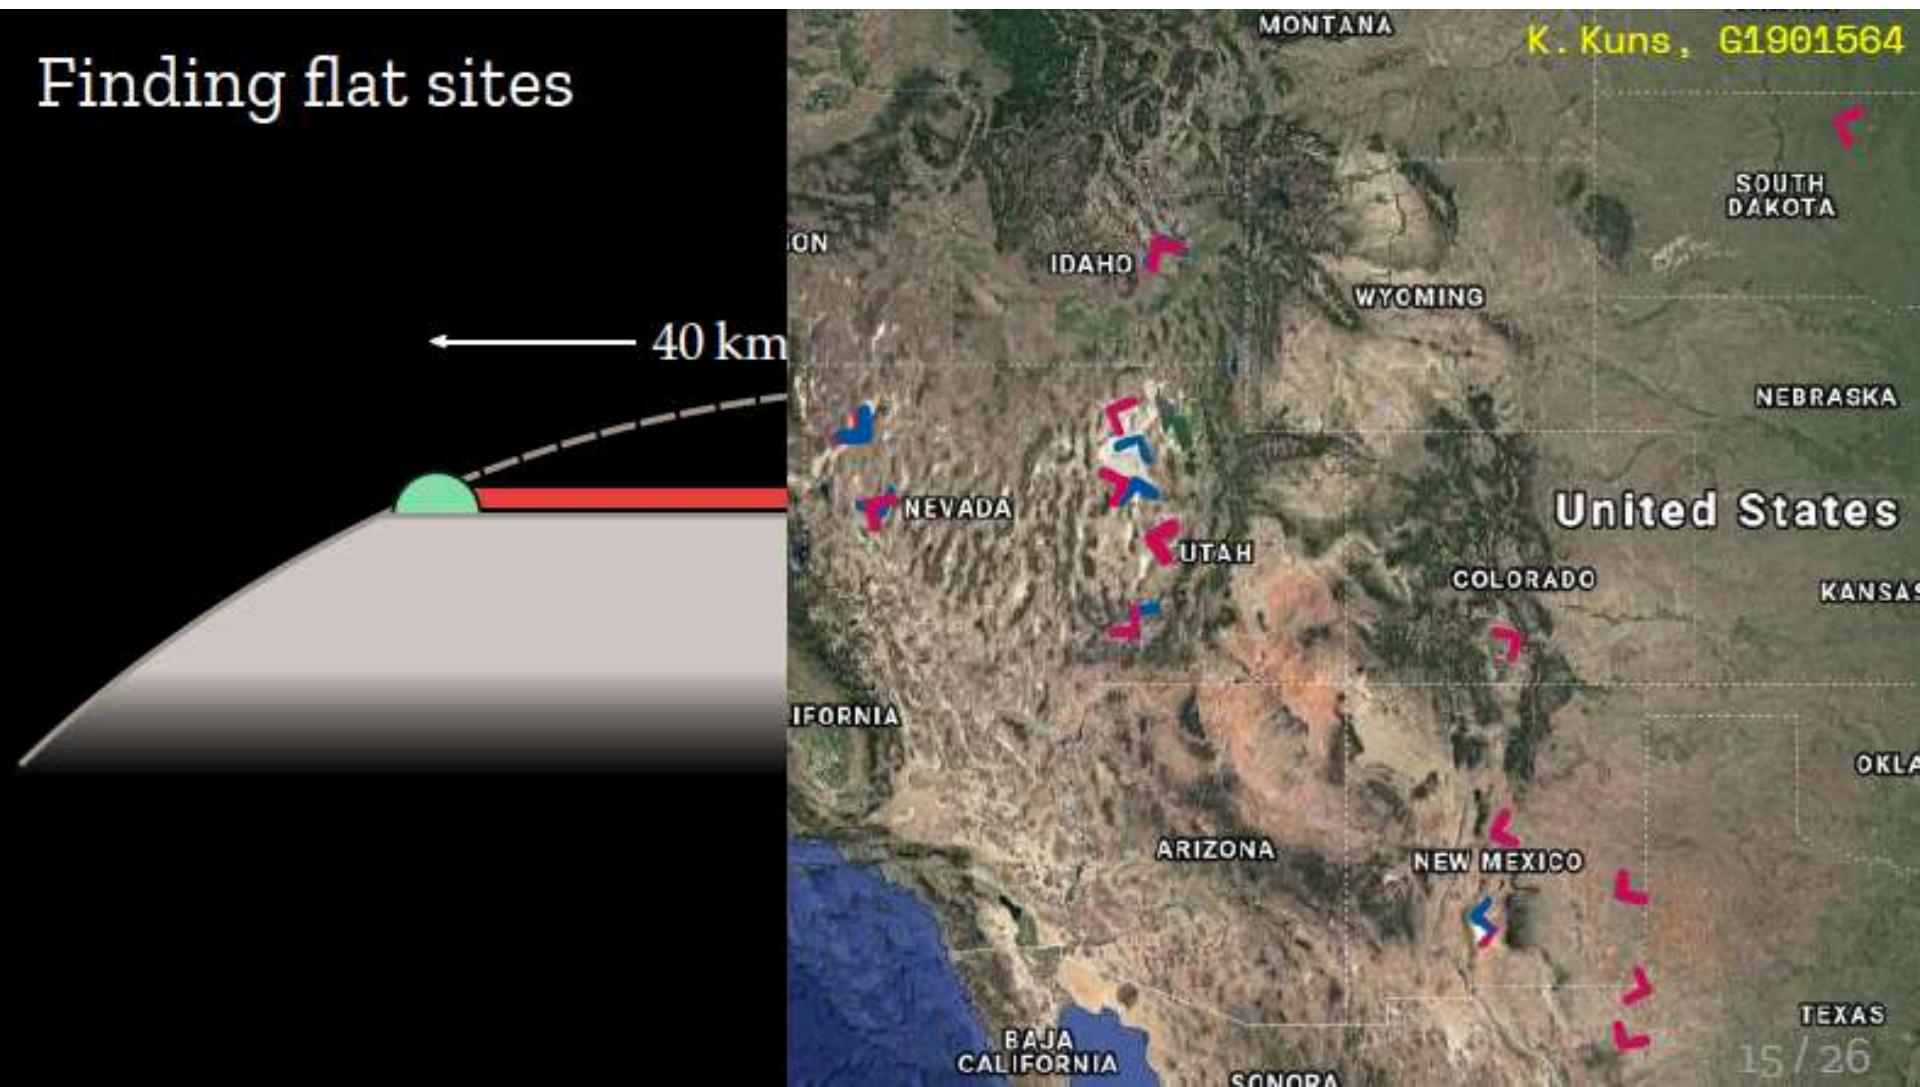 Finding flat sites
K. Kuns, G1901564
40 km
MONTANA
SOUTH
DAKOTA
ON
IDAHO
WYOMING
NEBRASKA
NEVADA
United States
UTAH
COLORADO
KANSAS
IFORNIA
OKLA
ARIZONA
NEW MEXICO
TEXAS
BAJA
CALIFORNIA
SONORA
15 / 26